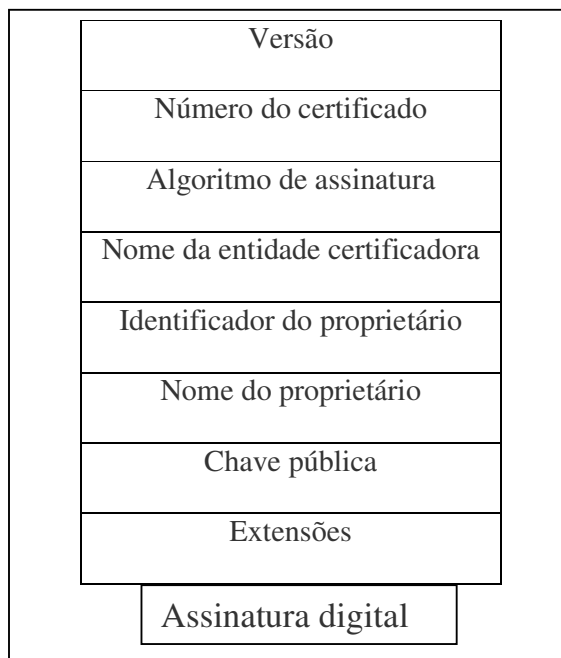 Versão
Número do certificado
Algoritmo de assinatura
Nome da entidade certificadora
Identificador do proprietário
Nome do proprietário
Chave pública
Extensões
Assinatura digital